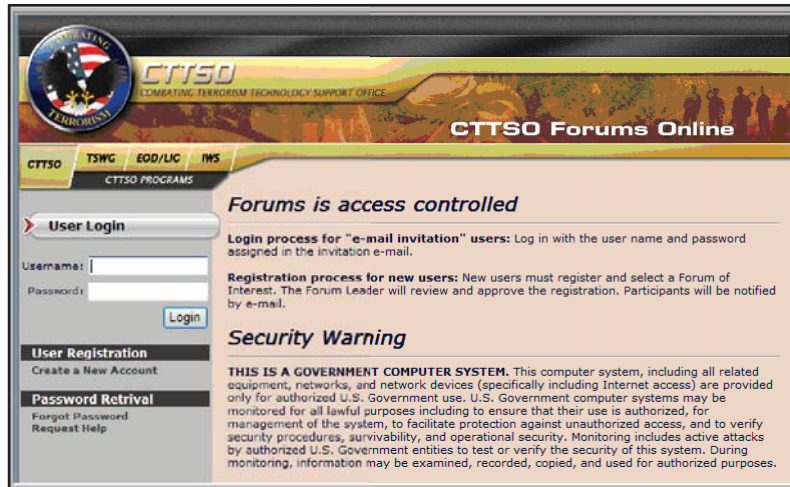 COMBATING
TERRORISM
CTTSO
COMBATING TERRORISM TECHNOLOGY SUPPORT OFFICE
CTTSO Forums Online
CTTSO TSWG EOD/LIC IWS
CTTSO PROGRAMS
User Login
Username:
Password:
Login
User Registration
Create a New Account
Password Retrival
Forgot Password
Request Help
Forums is access controlled
Login process for "e-mail invitation" users: Log in with the user name and password
assigned in the invitation e-mail.
Registration process for new users: New users must register and select a Forum of
Interest. The Forum Leader will review and approve the registration. Participants will be notified
by e-mail.
Security Warning
THIS IS A GOVERNMENT COMPUTER SYSTEM. This computer system, including all related
equipment, networks, and network devices (specifically including Internet access) are provided
only for authorized U.S. Government use. U.S. Government computer systems may be
monitored for all lawful purposes including to ensure that their use is authorized, for
management of the system, to facilitate protection against unauthorized access, and to verify
security procedures, survivability, and operational security. Monitoring includes active attacks
by authorized U.S. Government entities to test or verify the security of this system. During
monitoring, information may be examined, recorded, copied, and used for authorized purposes.